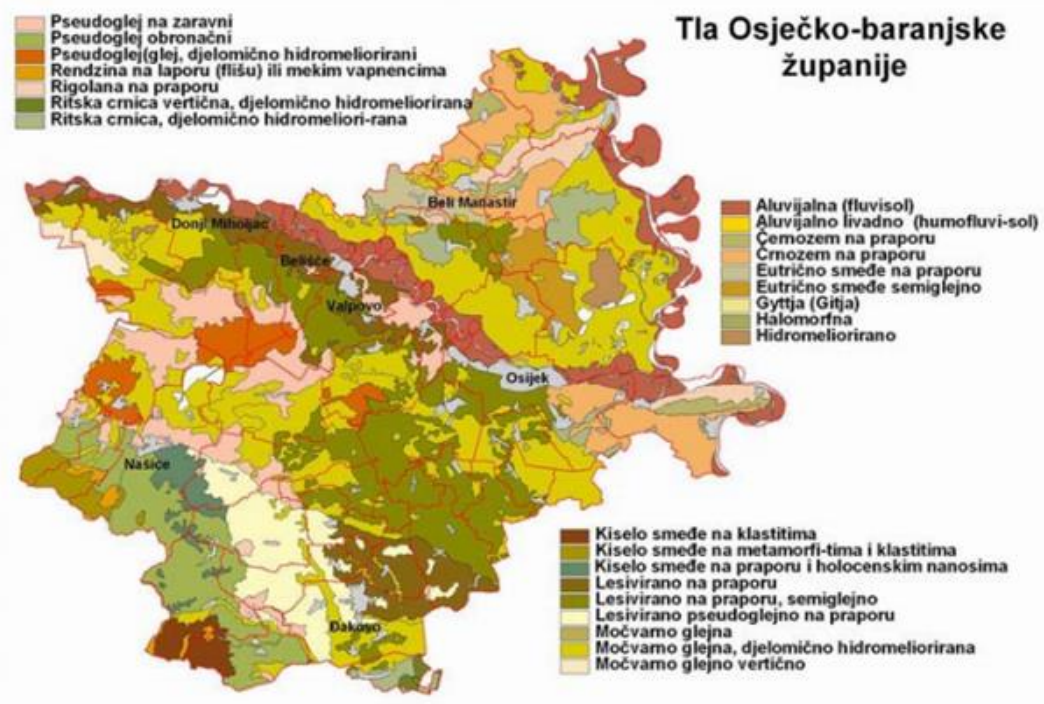 Pseudoglej na zaravni
Pseudoglej obronačni
Pseudoglej(glej, djelomično hidromeliorirani
Rendzina na laporu (flišu) ili mekim vapnencima
Rigolana na praporu
Ritska crnica vertična, djelomično hidromeliorirana
Ritska crnica, djelomično hidromeliori-rana
Tla Osječko-baranjske
županije
Beli Manastir
Donji Miholjac
Belišće
Valpovo
Osijek
Našice
Đakovo
Aluvijalna (fluvisol)
Aluvijalno livadno (humofluvi-sol)
Černozem na praporu
Črnozem na praporu
Eutrično smeđe na praporu
Eutrično smeđe semiglejno
Gyttja (Gitja)
Halomorfna
Hidromeliorirano
Kiselo smeđe na klastitima
Kiselo smeđe na metamorfi-tima i klastitima
Kiselo smeđe na praporu i holocenskim nanosima
Lesivirano na praporu
Lesivirano na praporu, semiglejno
Lesivirano pseudoglejno na praporu
Močvarno glejna
Močvarno glejna, djelomično hidromeliorirana
Močvarno glejno vertično